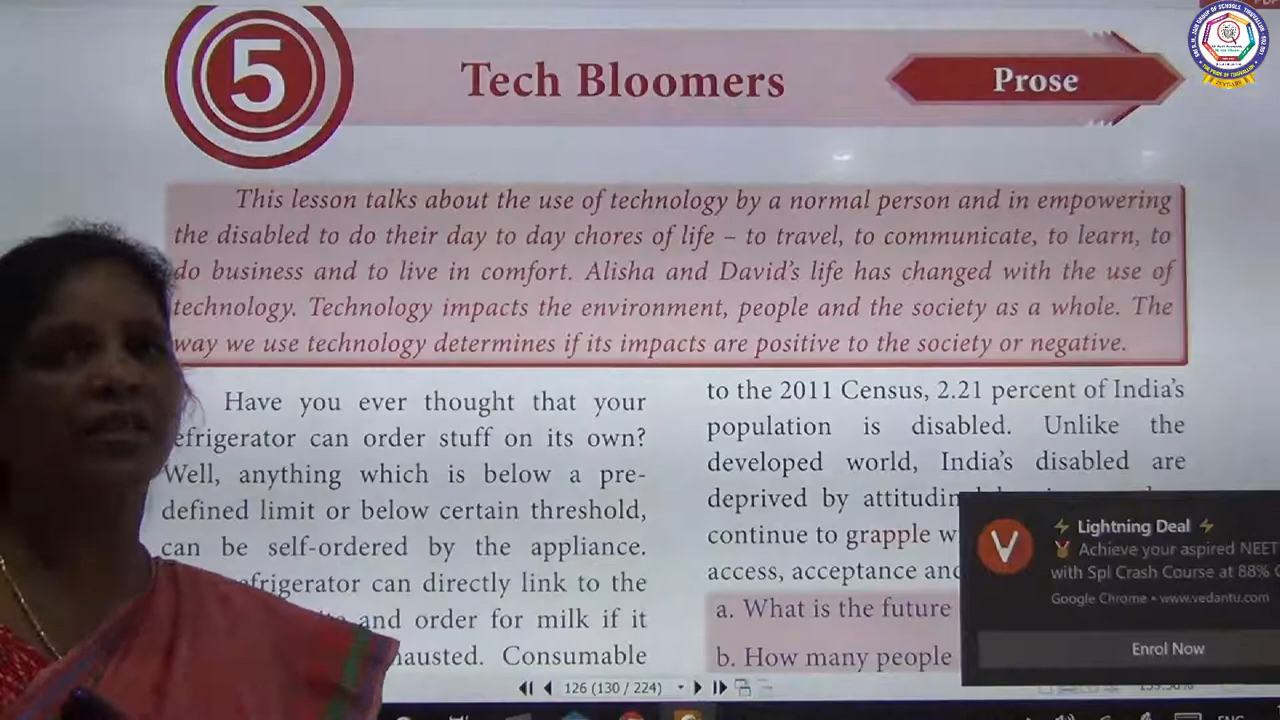 5
Tech Bloomers
Prose
This lesson talks about the use of technology by a normal person and in empowering
the disabled to do their day to day chores of life – to travel, to communicate, to learn, to
do business and to live in comfort. Alisha and David's life has changed with the use of
technology. Technology impacts the environment, people and the society as a whole. The
way we use technology determines if its impacts are positive to the society or negative.
Have you ever thought that your
efrigerator can order stuff on its own?
Well, anything which is below a pre-
defined limit or below certain threshold,
can be self-ordered by the appliance.
efrigerator can directly link to the
and order for milk if it
hausted. Consumable
to the 2011 Census, 2.21 percent of India's
population is disabled. Unlike the
developed world, India's disabled are
deprived by
continue to grapple
access, acceptance and
a. What is the future
b. How many people
⚡ Lightning Deal ⚡
Achieve your aspired NEET
with Spl Crash Course at 88%
Google Chrome • www.vedantu.com
Enrol Now
126 (130 / 224)
ENG